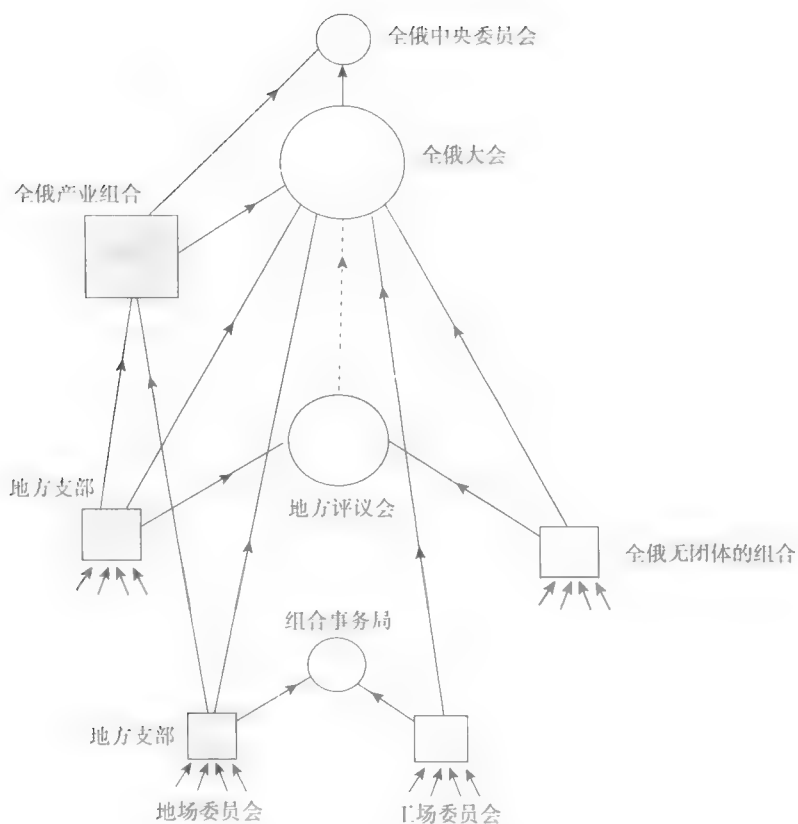 全俄中央委员会
全俄大会
全俄产业组合
地方支部
地方评议会
全俄无团体的组合
组合事务局
地方支部
地场委员会
工场委员会